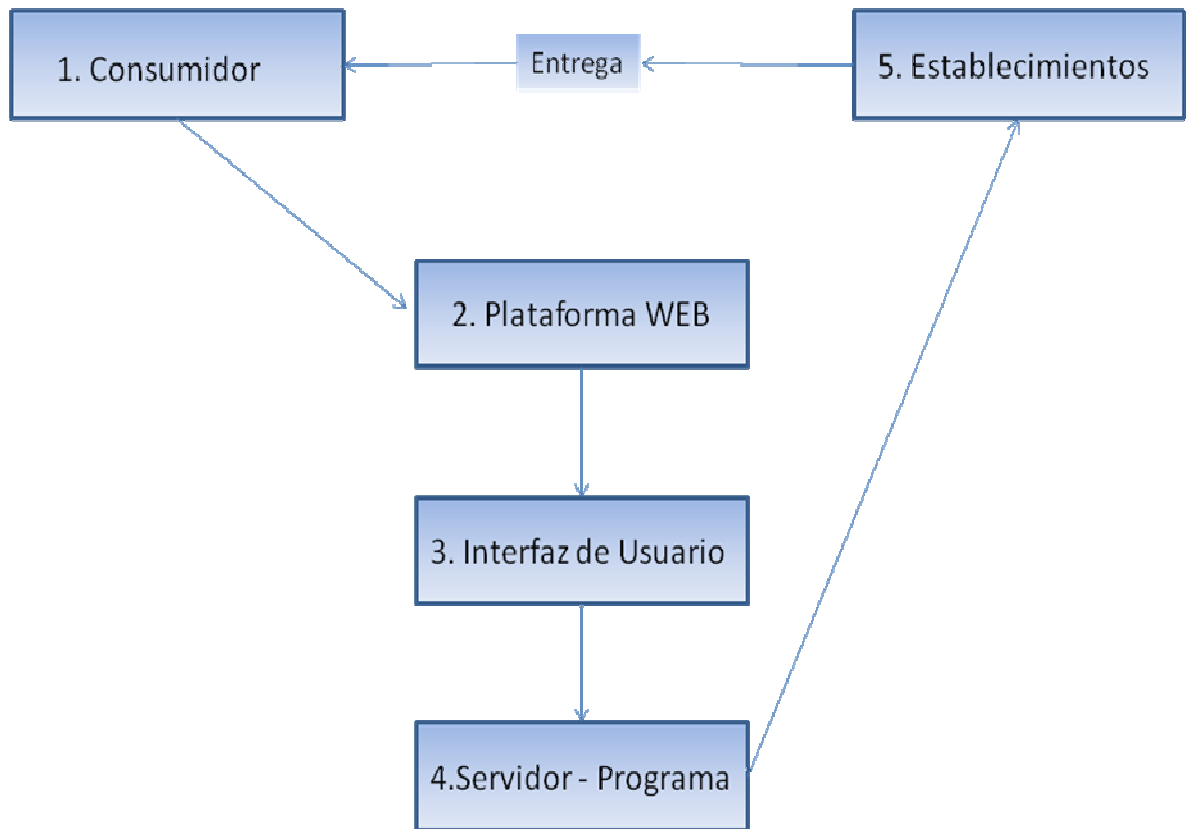 1. Consumidor
Entrega
5. Establecimientos
2. Plataforma WEB
3. Interfaz de Usuario
4.Servidor - Programa